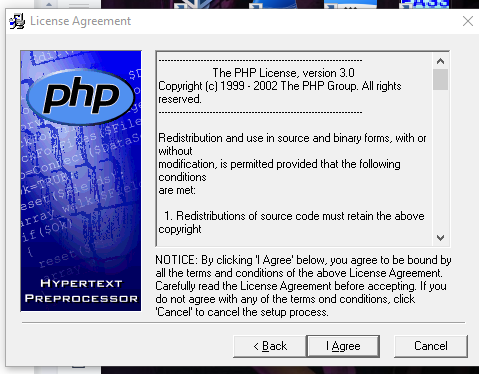 PASS
License Agreement
php
HYPERTEXT
PREPROCESSOR
The PHP License, version 3.0
Copyright (c) 1999 - 2002 The PHP Group. All rights
reserved.
Redistribution and use in source and binary forms, with or
without
modification, is permitted provided that the following
conditions
are met:
1. Redistributions of source code must retain the above
copyright
NOTICE: By clicking 'I Agree' below, you agree to be bound by
all the terms and conditions of the above License Agreement.
Carefully read the License Agreement before accepting. If you
do not agree with any of the terms ond conditions, click
'Cancel' to cancel the setup process.
< Back
I Agree
Cancel